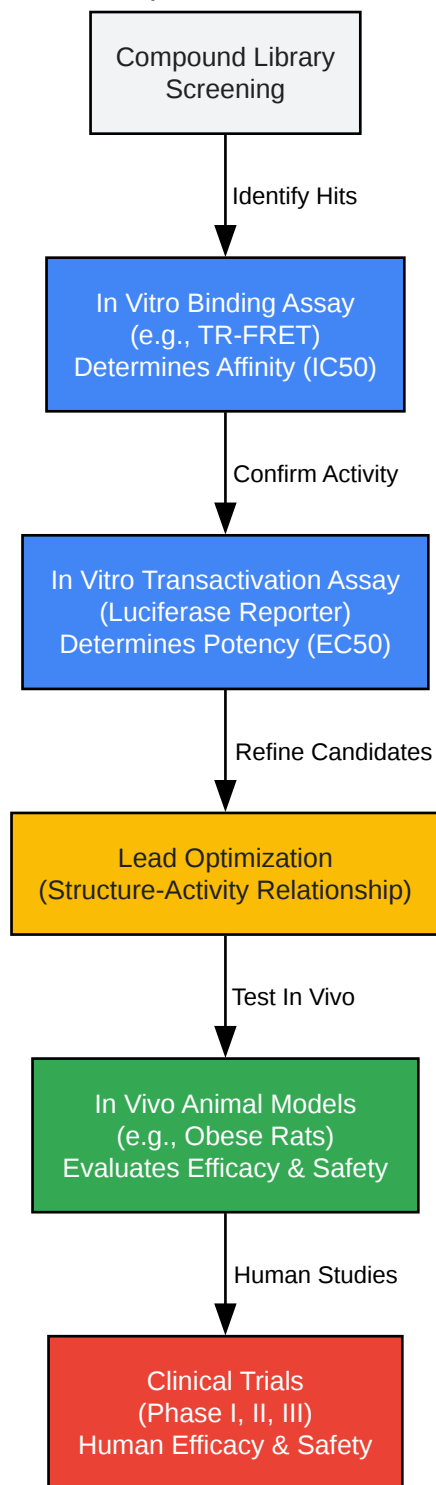 Compound Library
Screening
Identify Hits
In Vitro Binding Assay
(e.g., TR-FRET)
Determines Affinity (IC50)
Confirm Activity
In Vitro Transactivation Assay
(Luciferase Reporter)
Determines Potency (EC50)
Refine Candidates
Lead Optimization
(Structure-Activity Relationship)
Test In Vivo
In Vivo Animal Models
(e.g., Obese Rats)
Evaluates Efficacy & Safety
Human Studies
Clinical Trials
(Phase I, II, III)
Human Efficacy & Safety